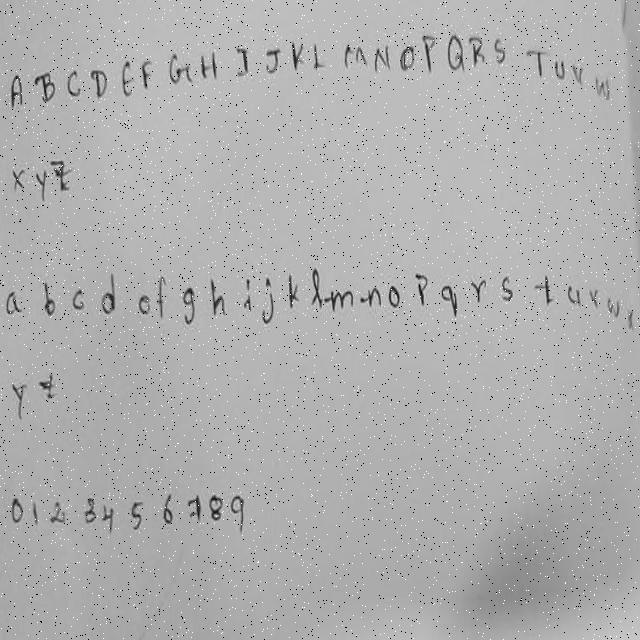 A B C D E F G H I J K L M N O P Q R S T U V W
X Y Z
a b c d e f g h i j k l m n o p q r s t u v w x
y z
0 1 2 3 4 5 6 7 8 9